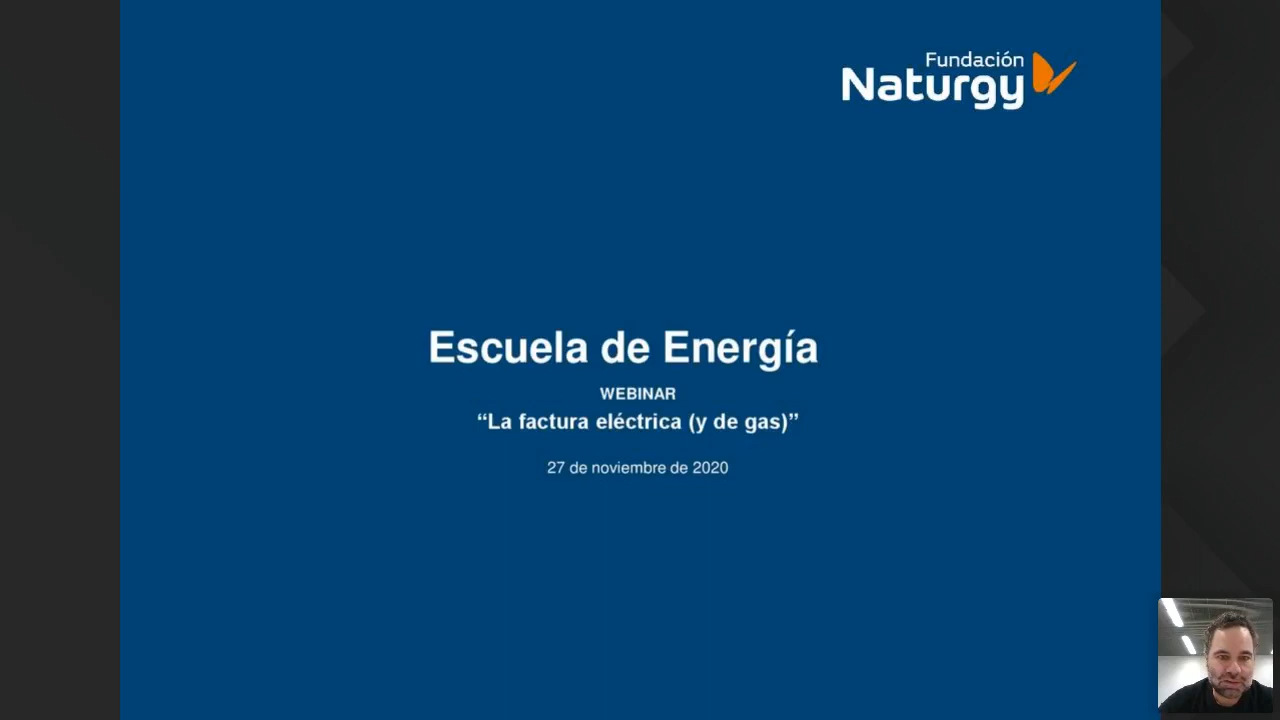 Fundación
Naturgy
Escuela de Energía
WEBINAR
“La factura eléctrica (y de gas)”
27 de noviembre de 2020